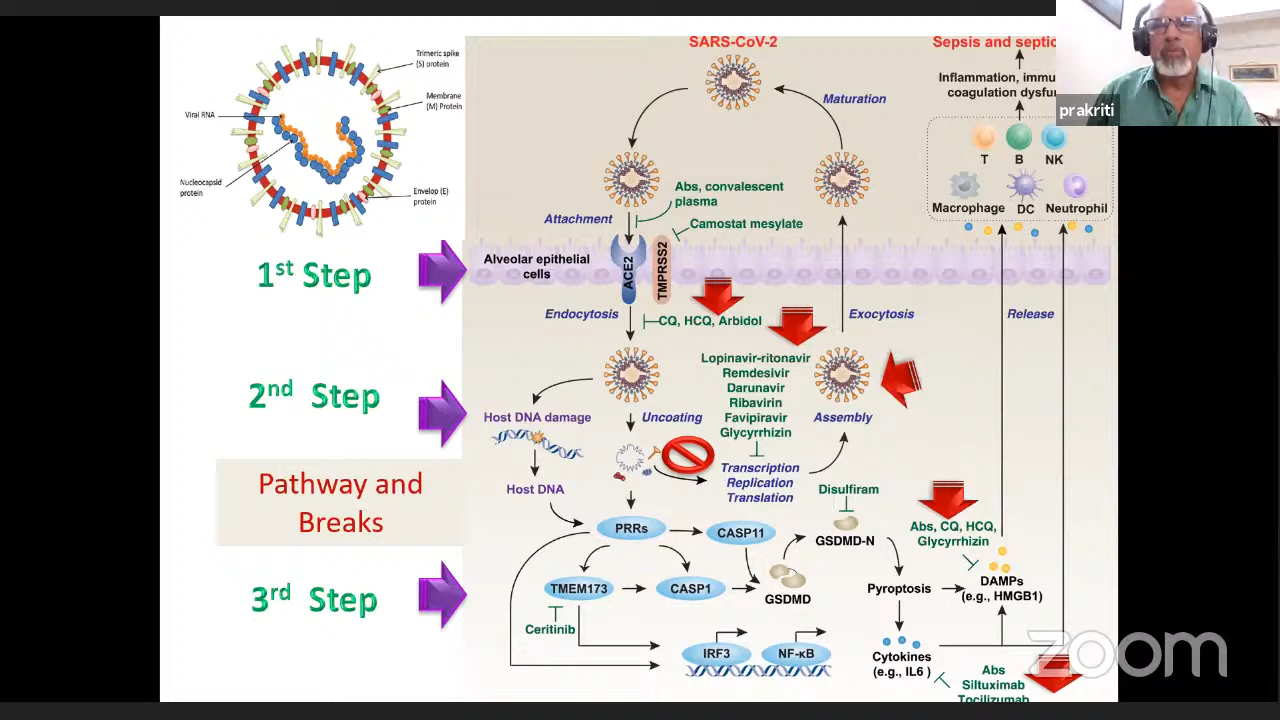 SARS-CoV-2
Sepsis and septic
Trimeric spike
(S) protein
Membrane
(M) Protein
Viral RNA
Nucleocapsid
protein
Envelop (E)
protein
Maturation
Inflammation, immu
coagulation dysfu
prakriti
T B NK
Macrophage DC Neutrophil
Abs, convalescent
plasma
Attachment
Camostat mesylate
1st Step
Alveolar epithelial
cells
ACE2
TMPRSS2
Endocytosis
CQ, HCQ, Arbidol
Exocytosis
Release
Lopinavir-ritonavir
Remdesivir
Darunavir
Ribavirin
Favipiravir
Glycyrrhizin
2nd Step
Host DNA damage
Uncoating
Assembly
Transcription
Replication
Translation
Host DNA
Pathway and
Breaks
Disulfiram
PRRs
CASP11
GSDMD-N
Abs, CQ, HCQ,
Glycyrrhizin
3rd Step
TMEM173
CASP1
GSDMD
Pyroptosis
DAMPs
(e.g., HMGB1)
Ceritinib
IRF3
NF-κB
Cytokines
(e.g., IL6 )
Abs
Siltuximab
Tocilizumab
zoom